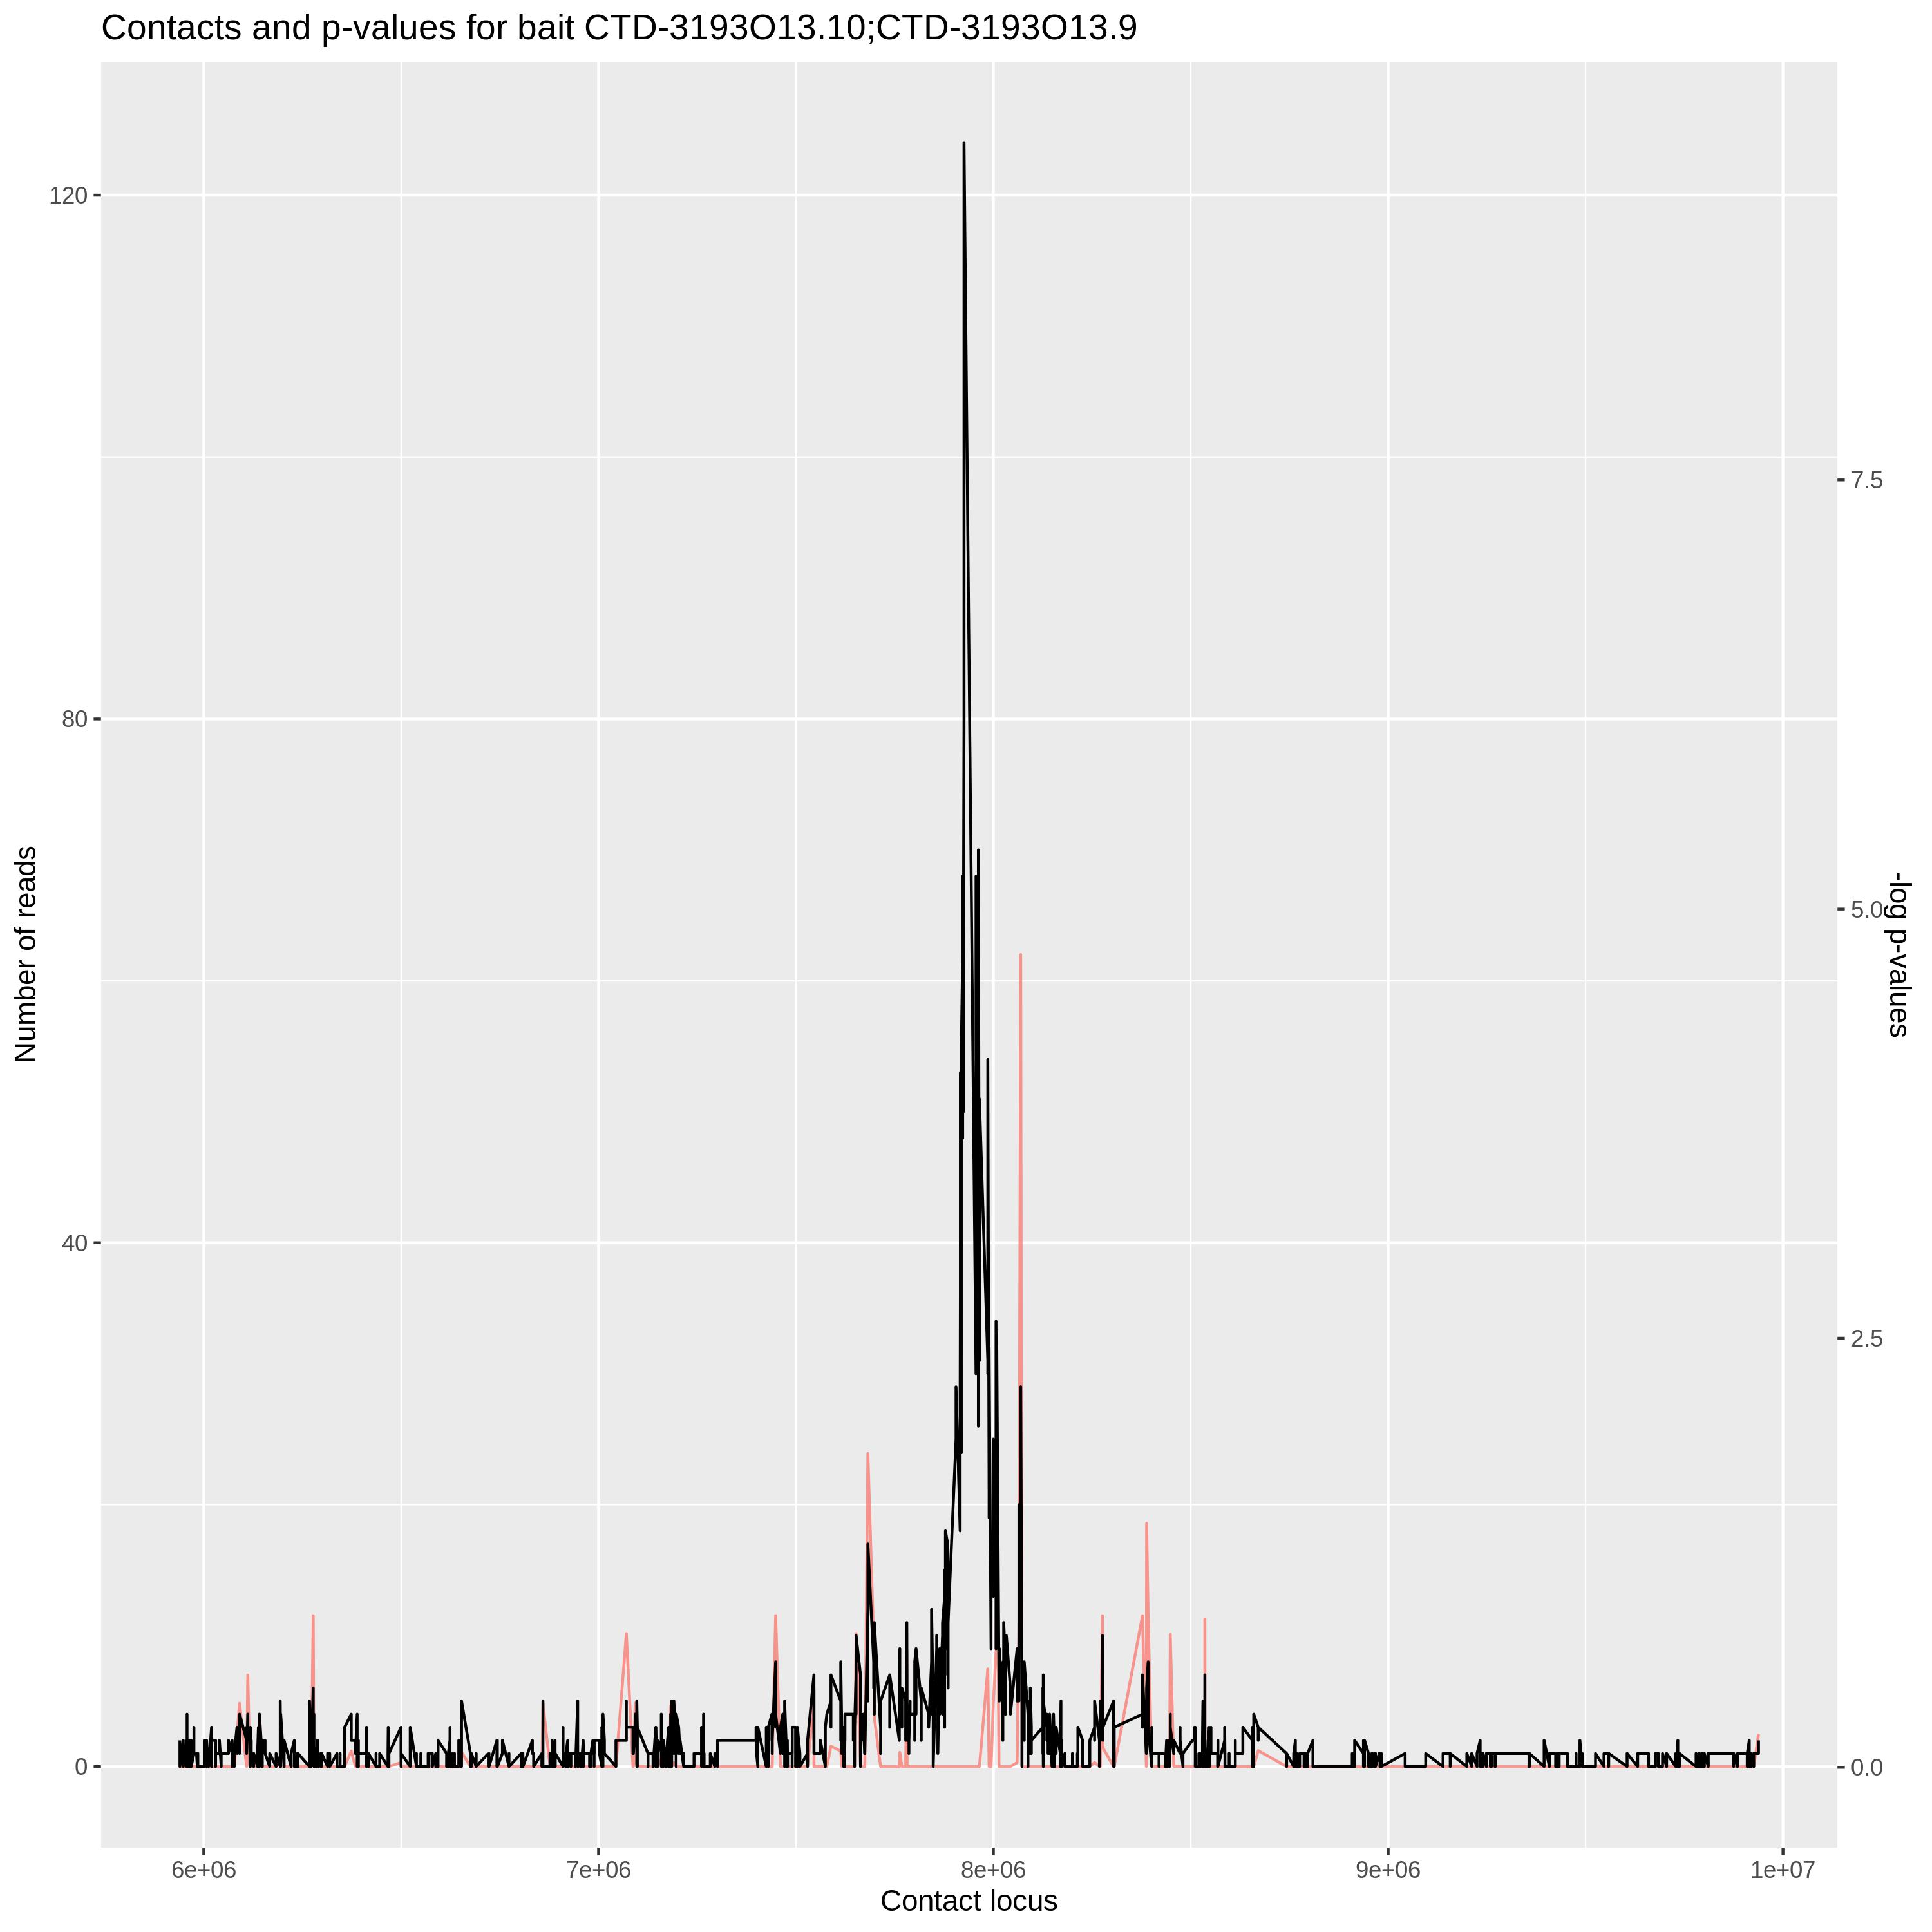 Contacts and p-values for bait CTD-3193O13.10;CTD-3193O13.9
120
80
40
0
Number of reads
7.5
5.0
2.5
0.0
-log p-values
6e+06
7e+06
8e+06
9e+06
1e+07
Contact locus